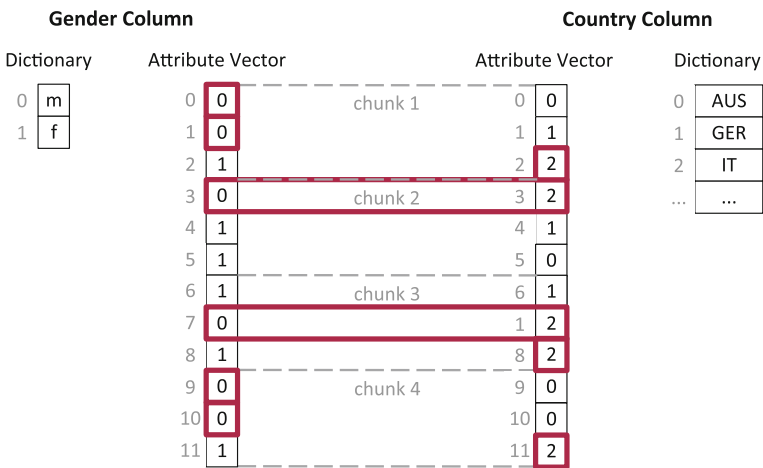 Gender Column Country Column
Dictionary Attribute Vector Attribute Vector Dictionary
0 m 0 0 chunk 1 0 0 0 AUS
1 f 1 0 1 1 1 GER
2 1 2 2 2 IT
3 0 chunk 2 3 2 ... ...
4 1 4 1
5 1 5 0
6 1 chunk 3 6 1
7 0 1 2
8 1 8 2
9 0 chunk 4 9 0
10 0 10 0
11 1 11 2